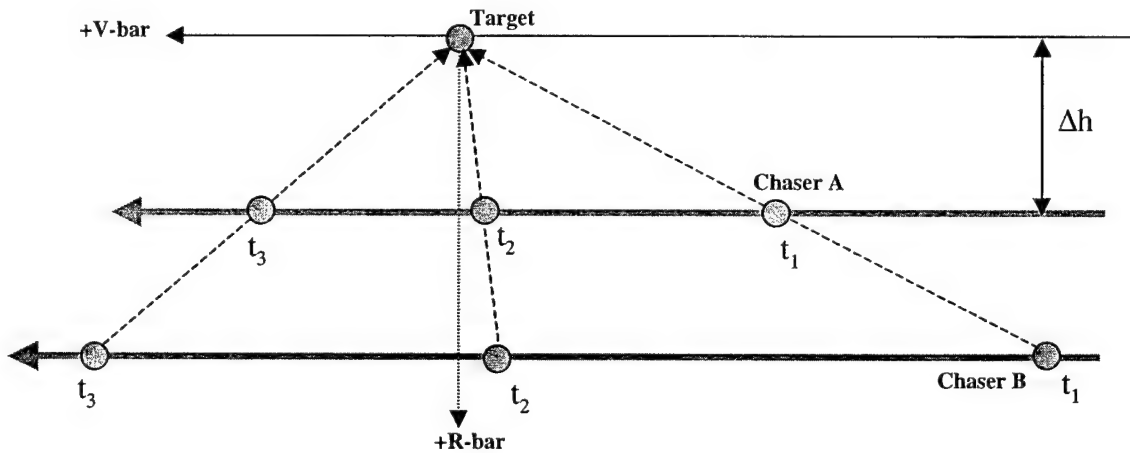 Target
+V-bar
Δh
Chaser A
t₃
t₂
t₁
t₃
t₂
Chaser B
t₁
+R-bar